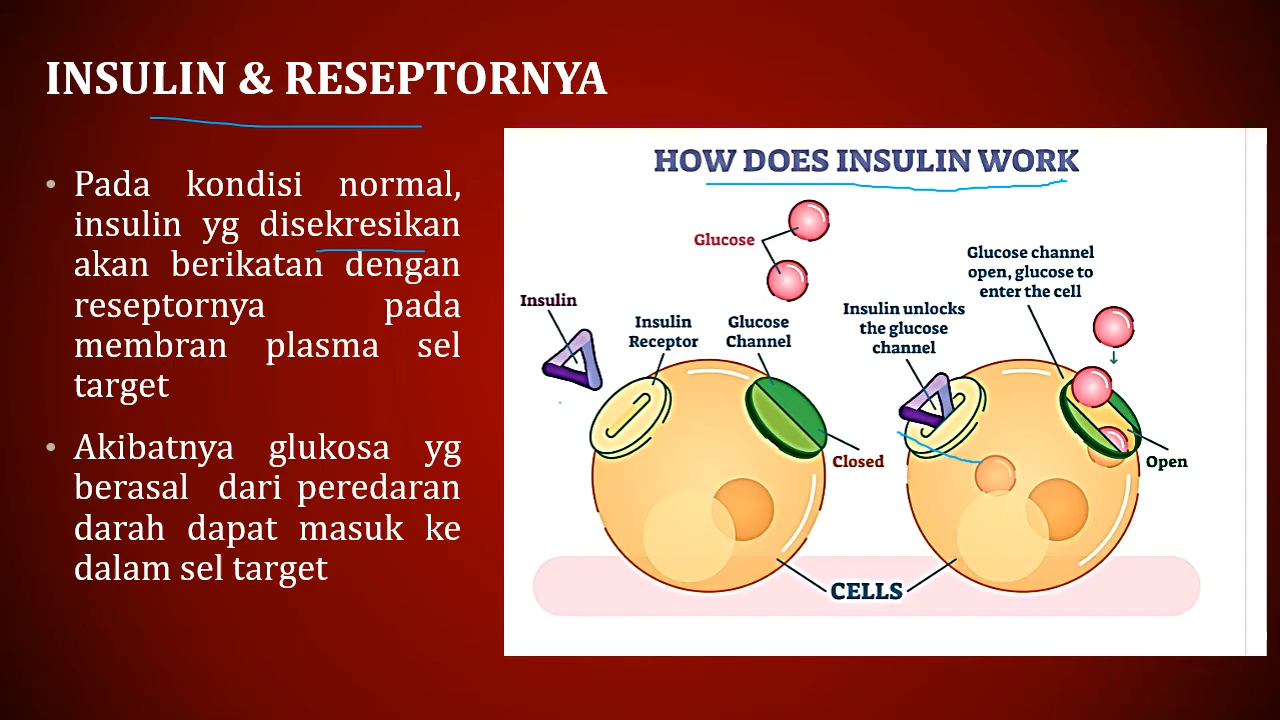 INSULIN & RESEPTORNYA
• Pada kondisi normal,
insulin yg disekresikan
akan berikatan dengan
reseptornya pada
membran plasma sel
target
• Akibatnya glukosa yg
berasal dari peredaran
darah dapat masuk ke
dalam sel target
HOW DOES INSULIN WORK
Glucose
Insulin
Insulin
Receptor
Glucose
Channel
Closed
Insulin unlocks
the glucose
channel
Glucose channel
open, glucose to
enter the cell
Open
CELLS